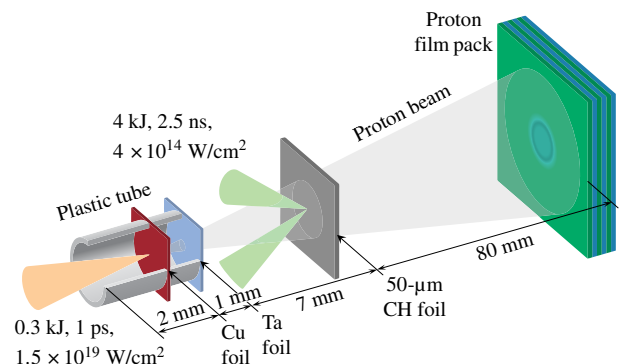 Proton
film pack
Proton beam
4 kJ, 2.5 ns,
4 × 10¹⁴ W/cm²
Plastic tube
80 mm
50-µm
CH foil
7 mm
1 mm
Ta
foil
2 mm
Cu
foil
0.3 kJ, 1 ps,
1.5 × 10¹⁹ W/cm²